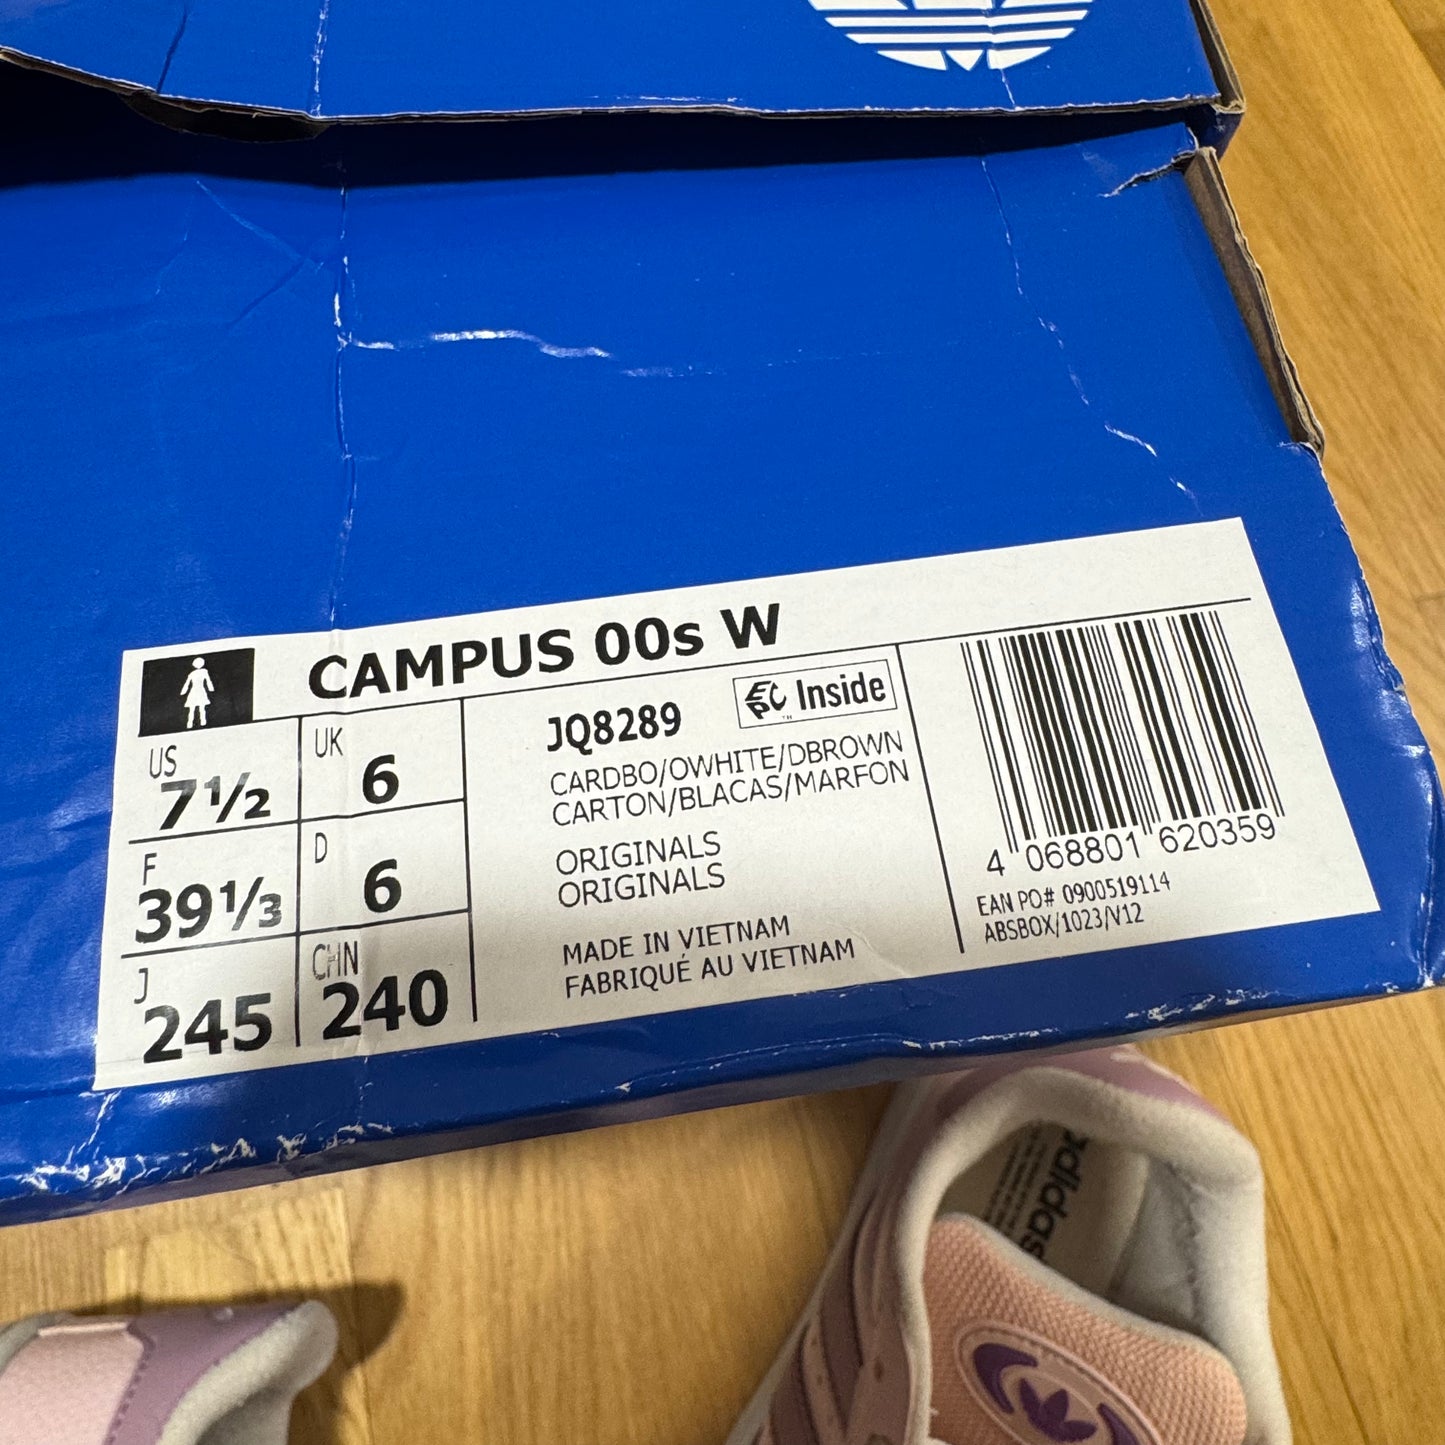 CAMPUS 00s W
US
7½
UK
6
F
39⅓
D
6
J
245
CHN
240
JQ8289
EPC Inside
™
CARDBO/OWHITE/DBROWN
CARTON/BLACAS/MARFON
ORIGINALS
ORIGINALS
MADE IN VIETNAM
FABRIQUÉ AU VIETNAM
4 068801 620359
EAN PO# 0900519114
ABSBOX/1023/V12
adidas